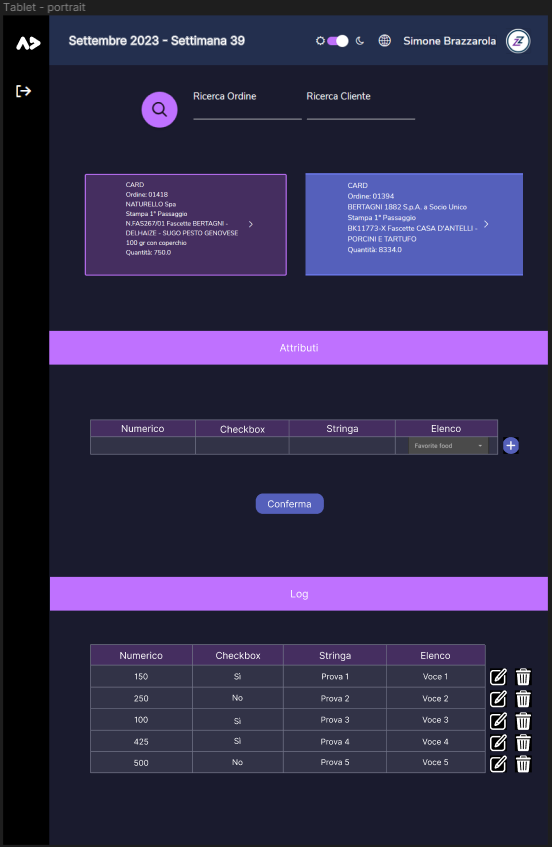 Tablet - portrait
Settembre 2023 - Settimana 39
Simone Brazzarola
Ricerca Ordine
Ricerca Cliente
CARD
Ordine: 01418
NATURELLO Spa
Stampa 1° Passaggio
N.FAS267/01 Fascette BERTAGNI -
DELHAIZE - SUGO PESTO GENOVESE
100 gr con coperchio
Quantità: 750.0
CARD
Ordine: 01394
BERTAGNI 1882 S.p.A. a Socio Unico
Stampa 1° Passaggio
BK11773-X Fascette CASA D'ANTELLI -
PORCINI E TARTUFO
Quantità: 8334.0
Attributi
Numerico Checkbox Stringa Elenco
Favorite food
Conferma
Log
Numerico Checkbox Stringa Elenco
150 Sì Prova 1 Voce 1
250 No Prova 2 Voce 2
100 Sì Prova 3 Voce 3
425 Sì Prova 4 Voce 4
500 No Prova 5 Voce 5